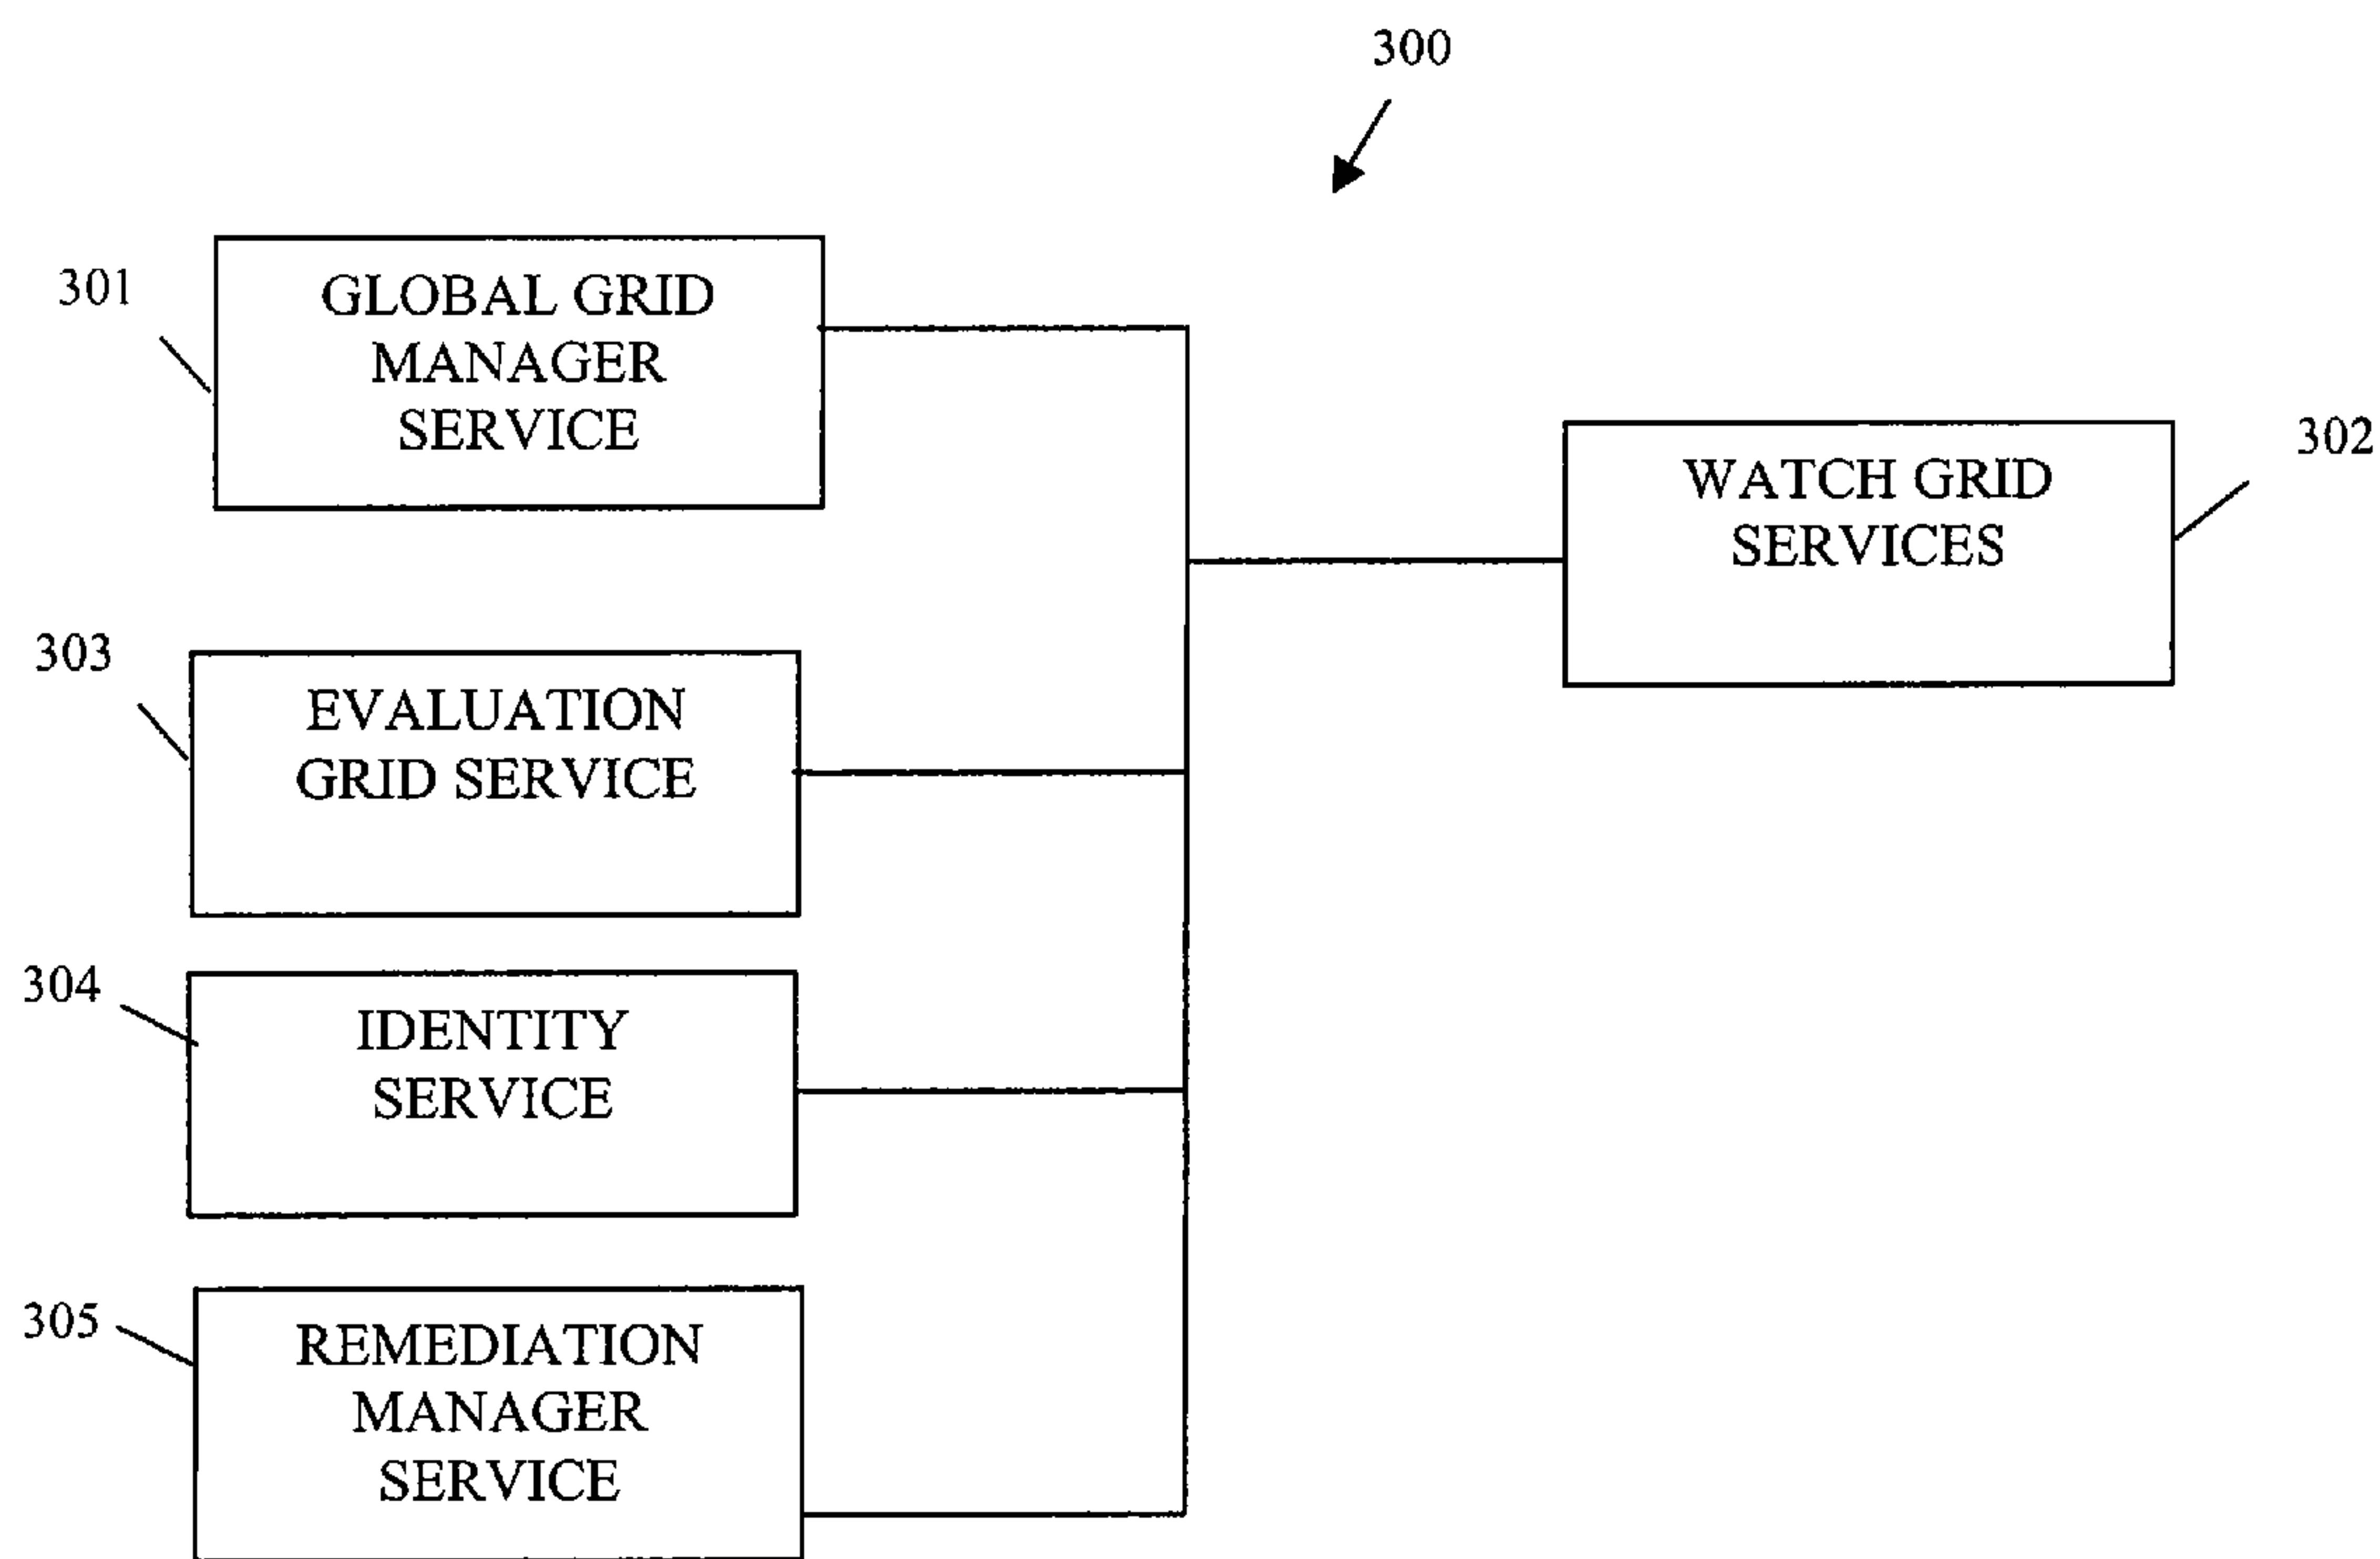 300
301
GLOBAL GRID
MANAGER
SERVICE
302
WATCH GRID
SERVICES
303
EVALUATION
GRID SERVICE
304
IDENTITY
SERVICE
305
REMEDIATION
MANAGER
SERVICE